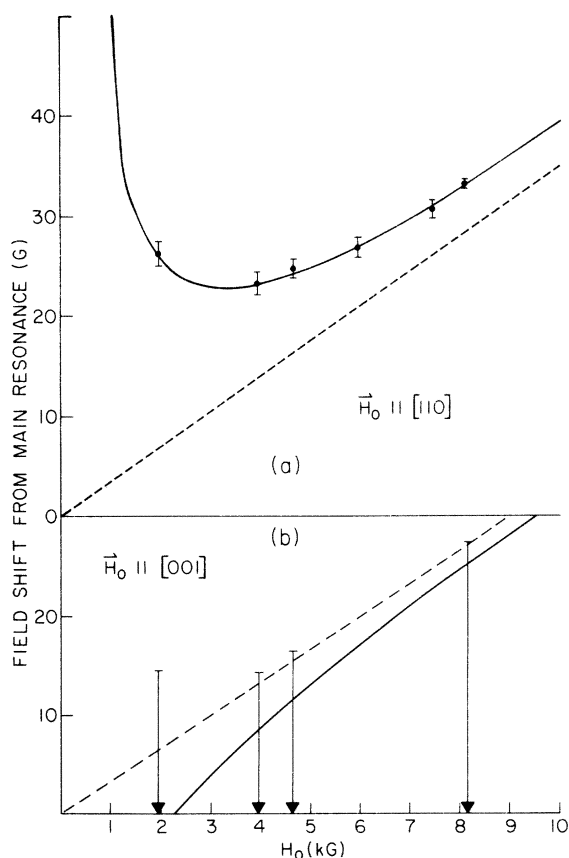 40
30
20
10
0
(a)
H₀ || [110]
(b)
H₀ || [001]
20
10
0 1 2 3 4 5 6 7 8 9 10
H₀(kG)
FIELD SHIFT FROM MAIN RESONANCE (G)